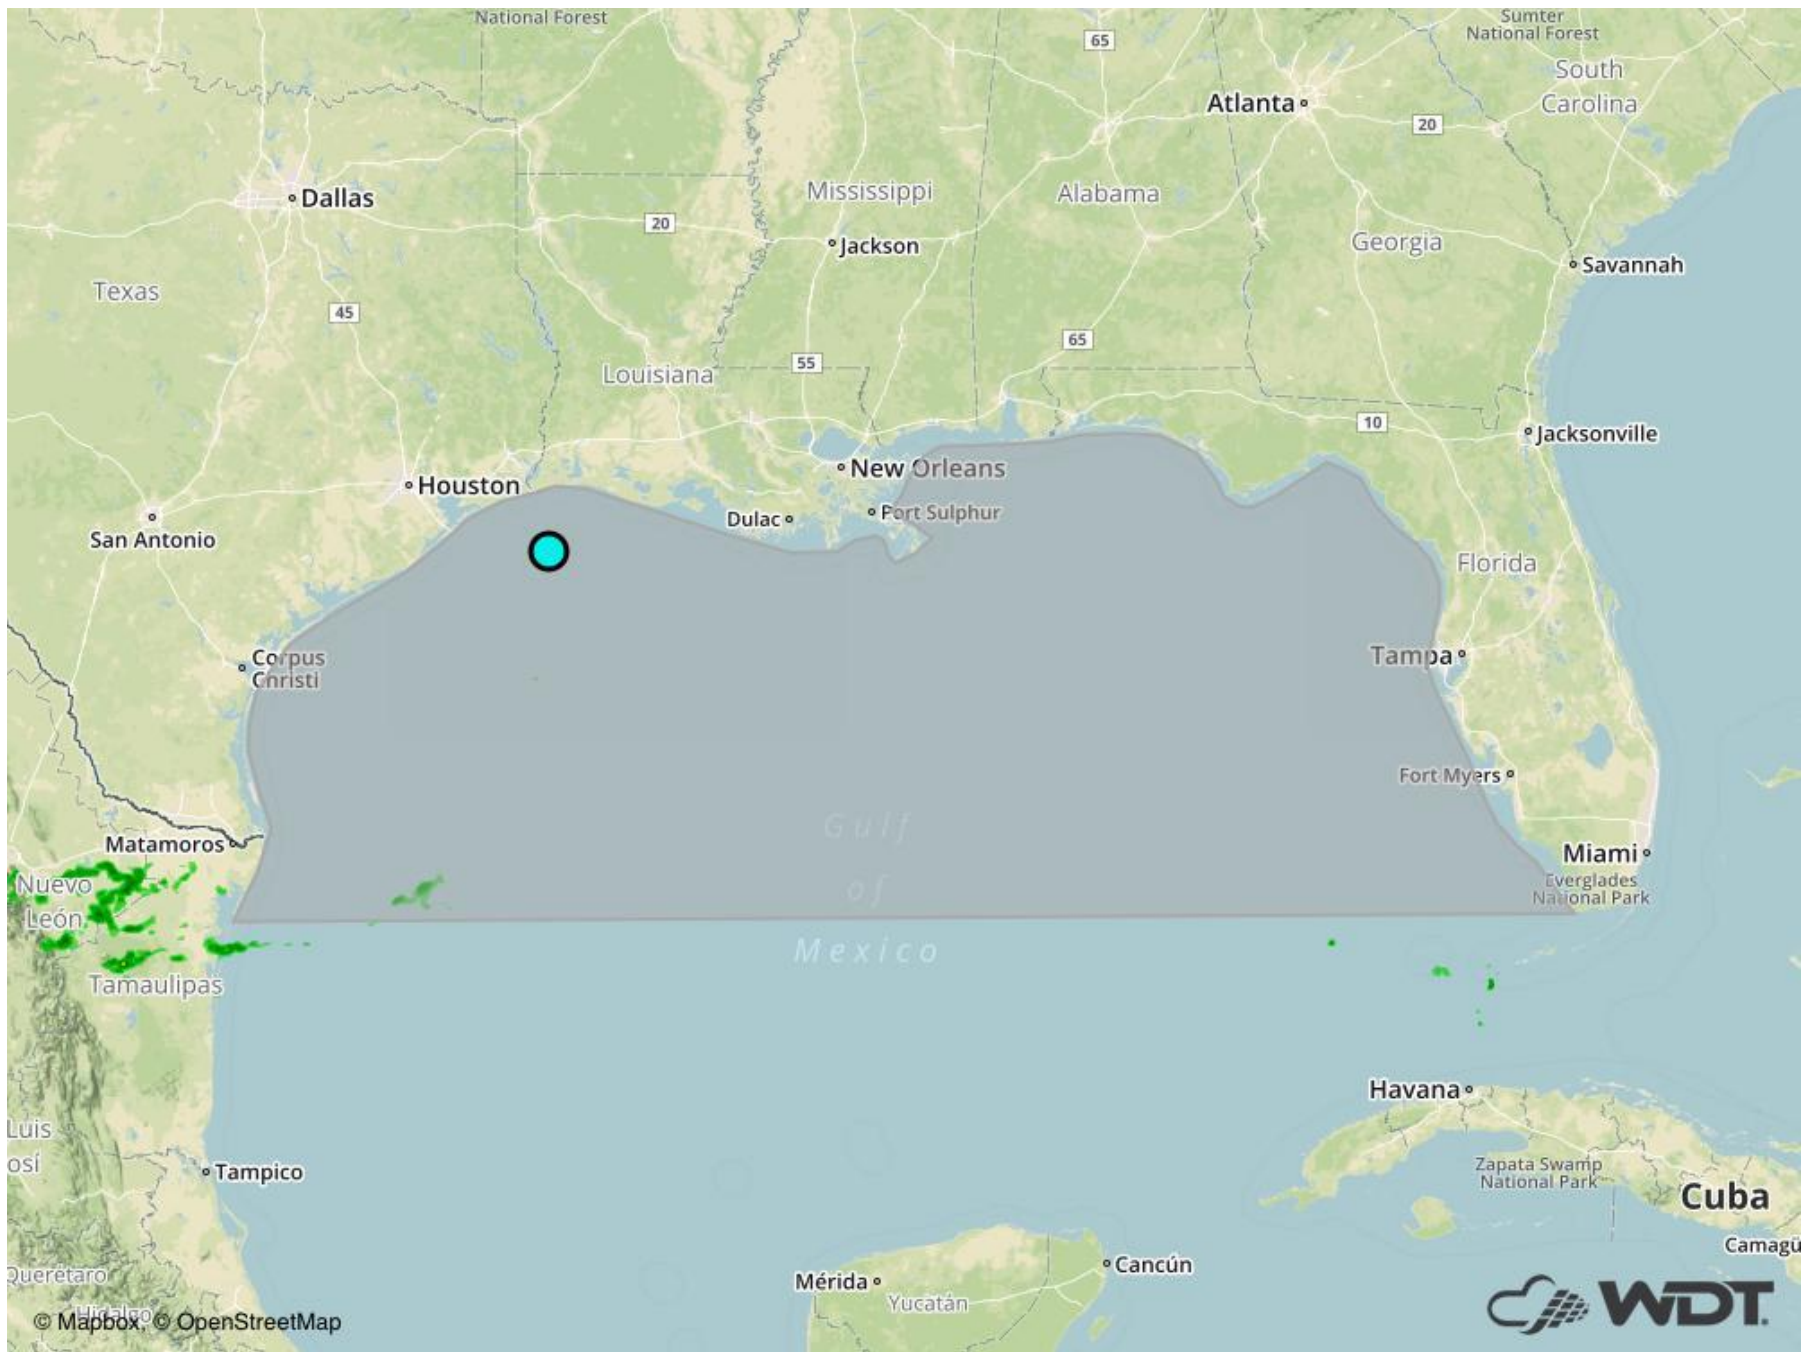 National Forest
65
Sumter
National Forest
South
Carolina
Atlanta
20
Dallas
Mississippi
Alabama
20
Jackson
Georgia
Savannah
Texas
45
65
55
Louisiana
10
Jacksonville
New Orleans
Houston
Dulac
Port Sulphur
San Antonio
Florida
Corpus
Christi
Tampa
Fort Myers
Gulf
of
Mexico
Matamoros
Miami
Everglades
National Park
Nuevo
León
Tamaulipas
Havana
Luis
osí
Tampico
Zapata Swamp
National Park
Cuba
Camagü
Cancún
Mérida
Yucatán
Querétaro
Hidalgo
© Mapbox, © OpenStreetMap
WDT.